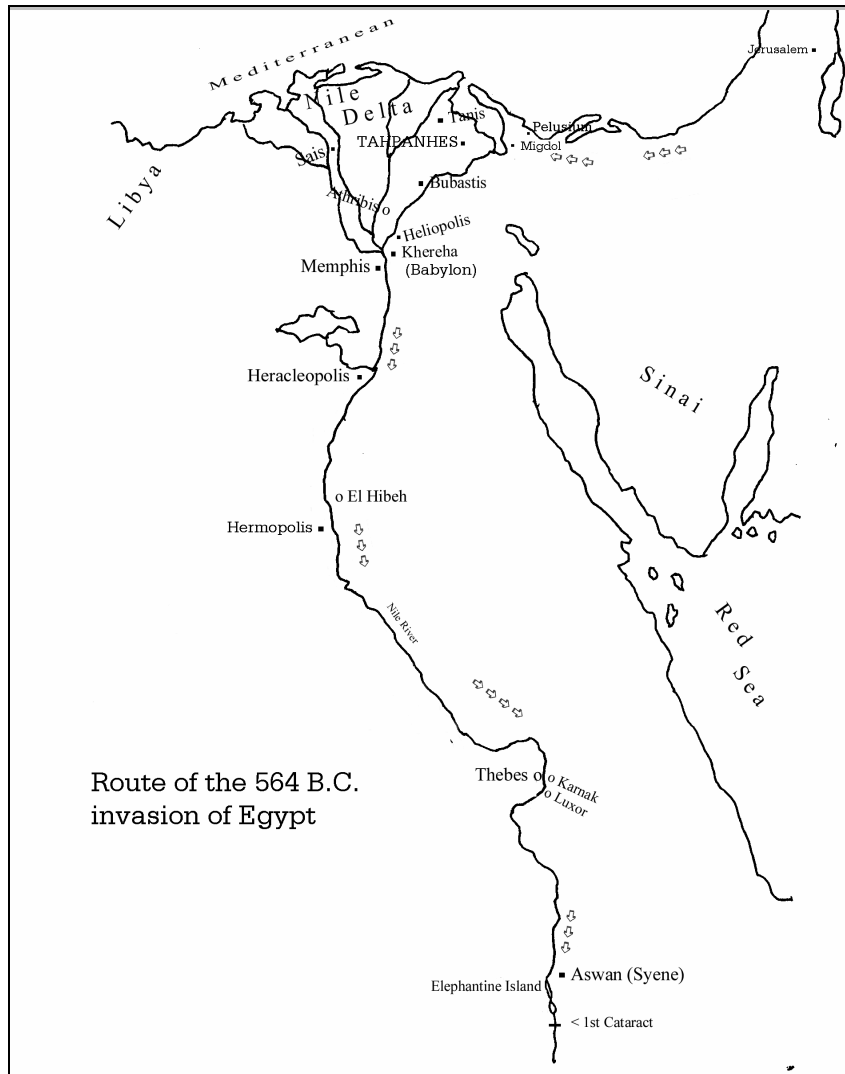 Mediterranean
Jerusalem
Nile
Delta
Tanis
Pelusium
TAHPANHES
Migdol
Sais
Libya
Bubastis
Athribis
Heliopolis
Khereha
(Babylon)
Memphis
Sinai
Heracleopolis
El Hibeh
Hermopolis
Nile River
Red
Sea
Thebes
Karnak
Luxor
Route of the 564 B.C.
invasion of Egypt
Aswan (Syene)
Elephantine Island
< 1st Cataract